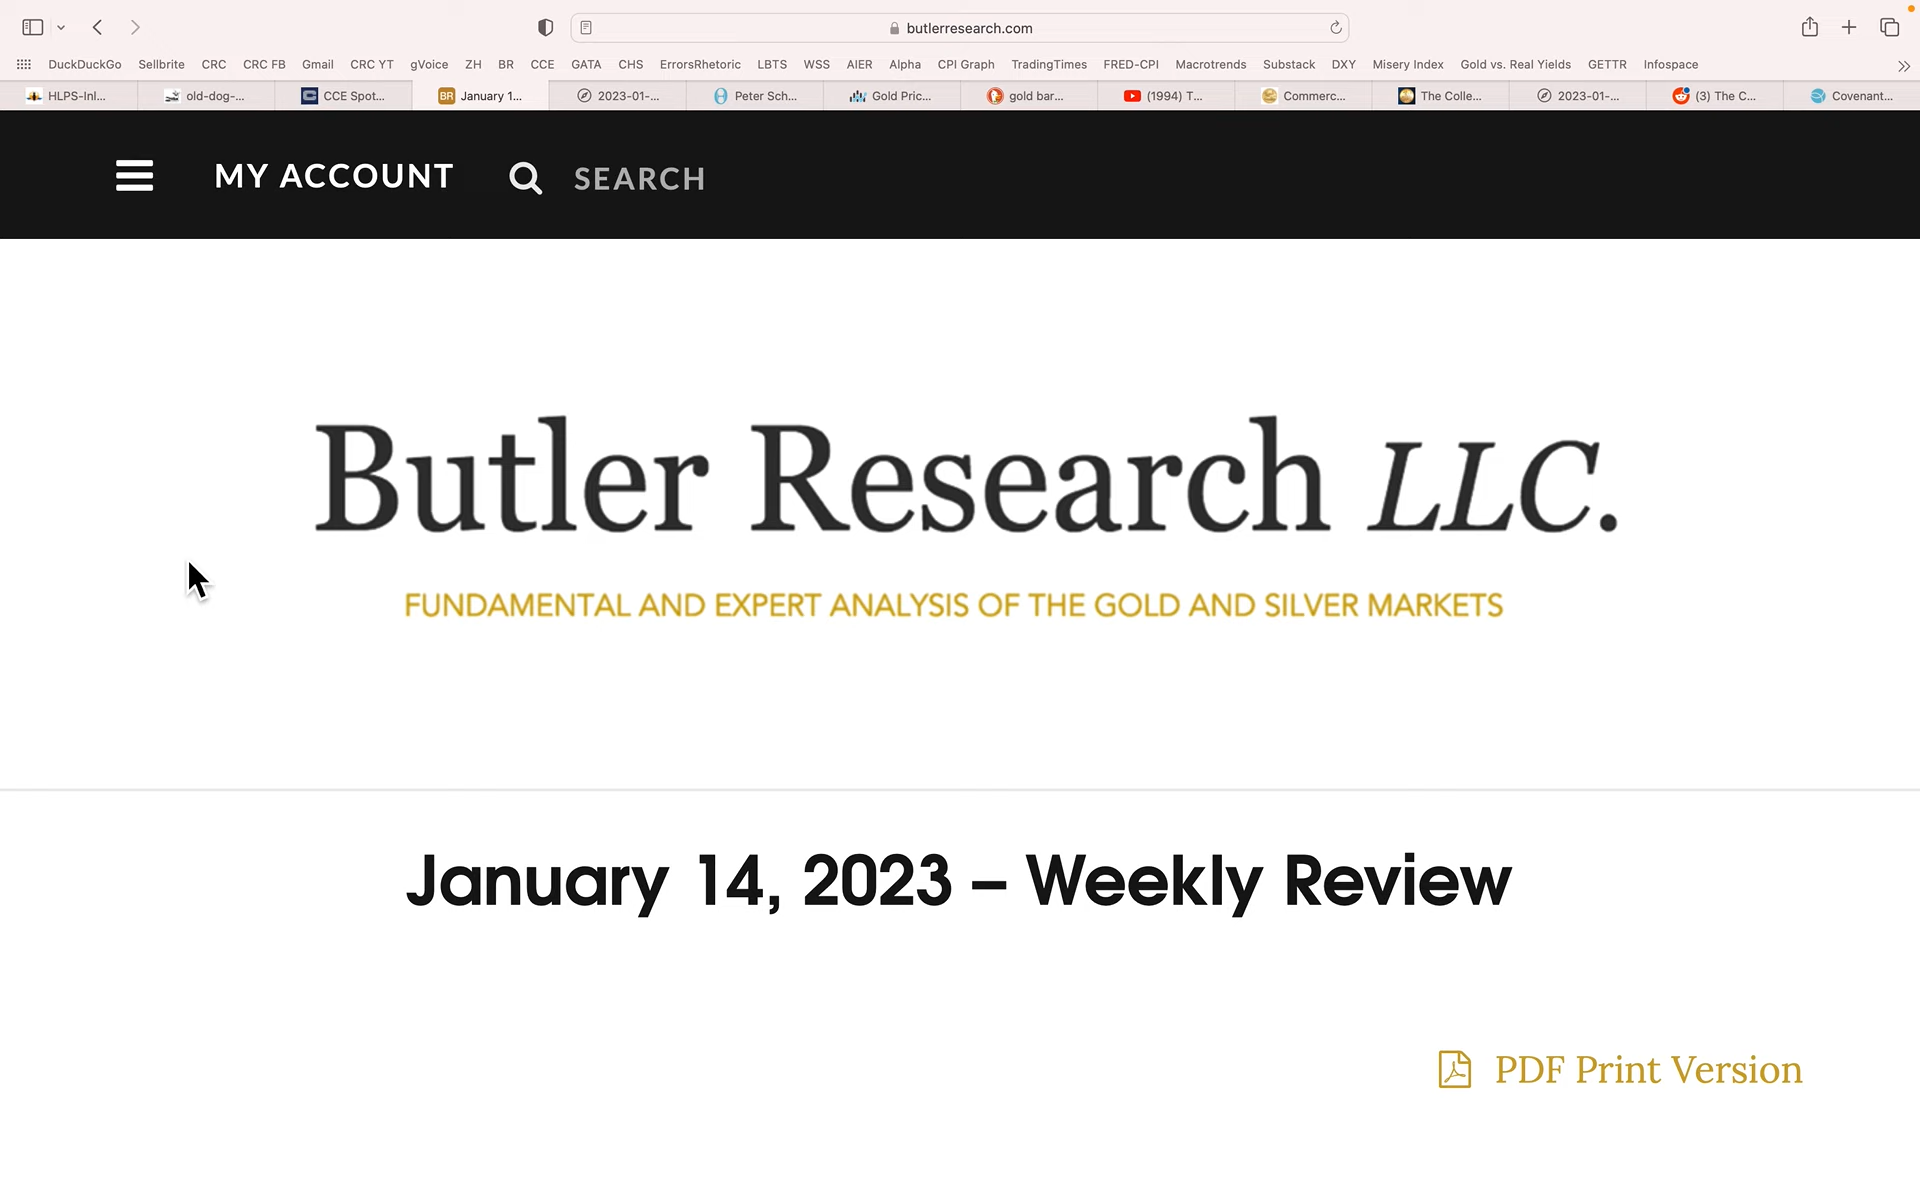 butlerresearch.com
DuckDuckGo Sellbrite CRC CRC FB Gmail CRC YT gVoice ZH BR CCE GATA CHS ErrorsRhetoric LBTS WSS AIER Alpha CPI Graph TradingTimes FRED-CPI Macrotrends Substack DXY Misery Index Gold vs. Real Yields GETTR Infospace
HLPS-Inl... old-dog-... CCE Spot... BR January 1... 2023-01-... Peter Sch... Gold Pric... gold bar... (1994) T... Commerc... The Colle... 2023-01-... (3) The C... Covenant...
MY ACCOUNT SEARCH
Butler Research LLC.
FUNDAMENTAL AND EXPERT ANALYSIS OF THE GOLD AND SILVER MARKETS
January 14, 2023 – Weekly Review
PDF Print Version